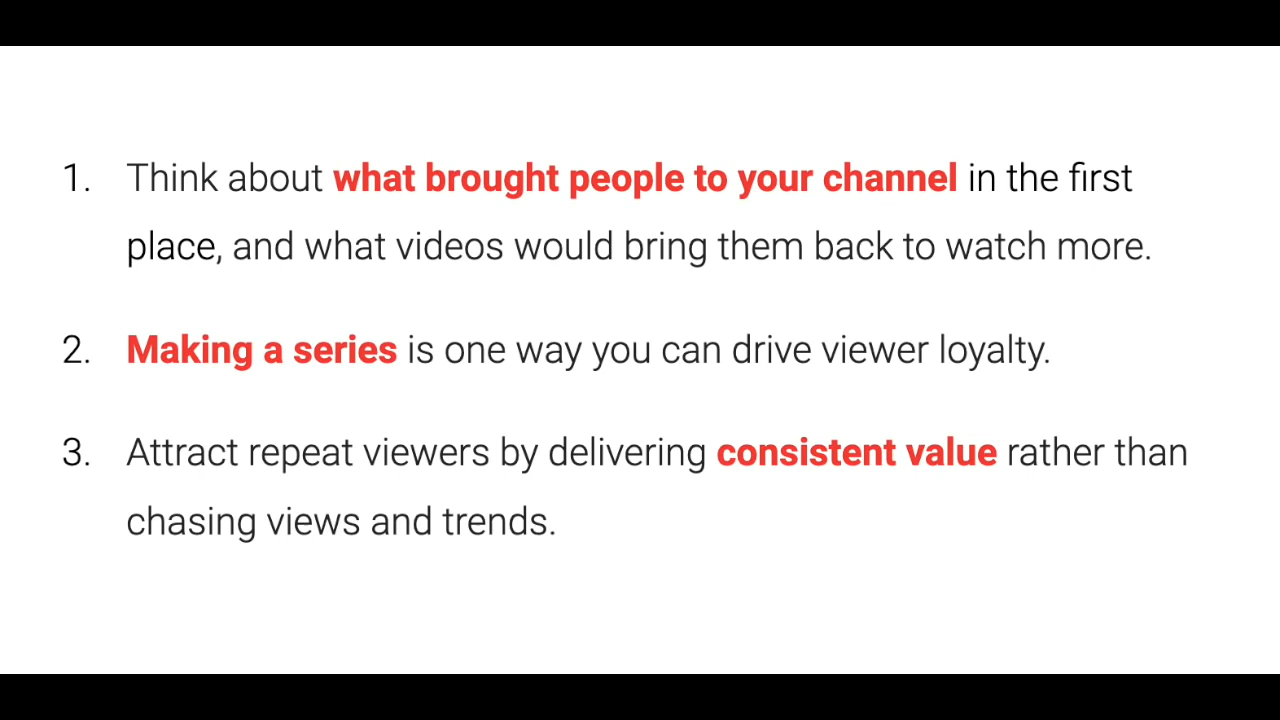 1. Think about what brought people to your channel in the first
place, and what videos would bring them back to watch more.
2. Making a series is one way you can drive viewer loyalty.
3. Attract repeat viewers by delivering consistent value rather than
chasing views and trends.